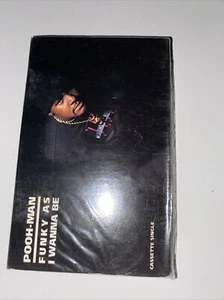 POOH-MAN
FUNKY AS
I WANNA BE
CASSETTE SINGLE